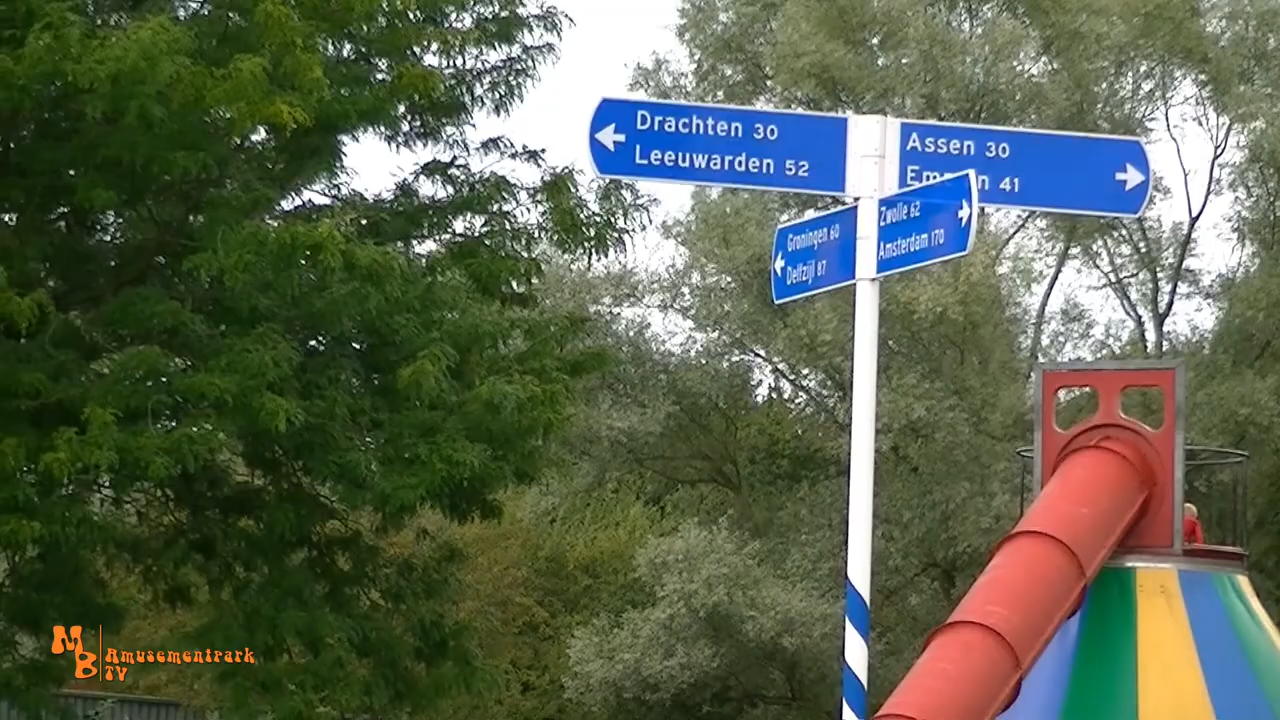 Drachten 30
Leeuwarden 52
Assen 30
41
Groningen 60
Delfzijl 87
Zwolle 62
Amsterdam 170
MB
Amusementpark
TV